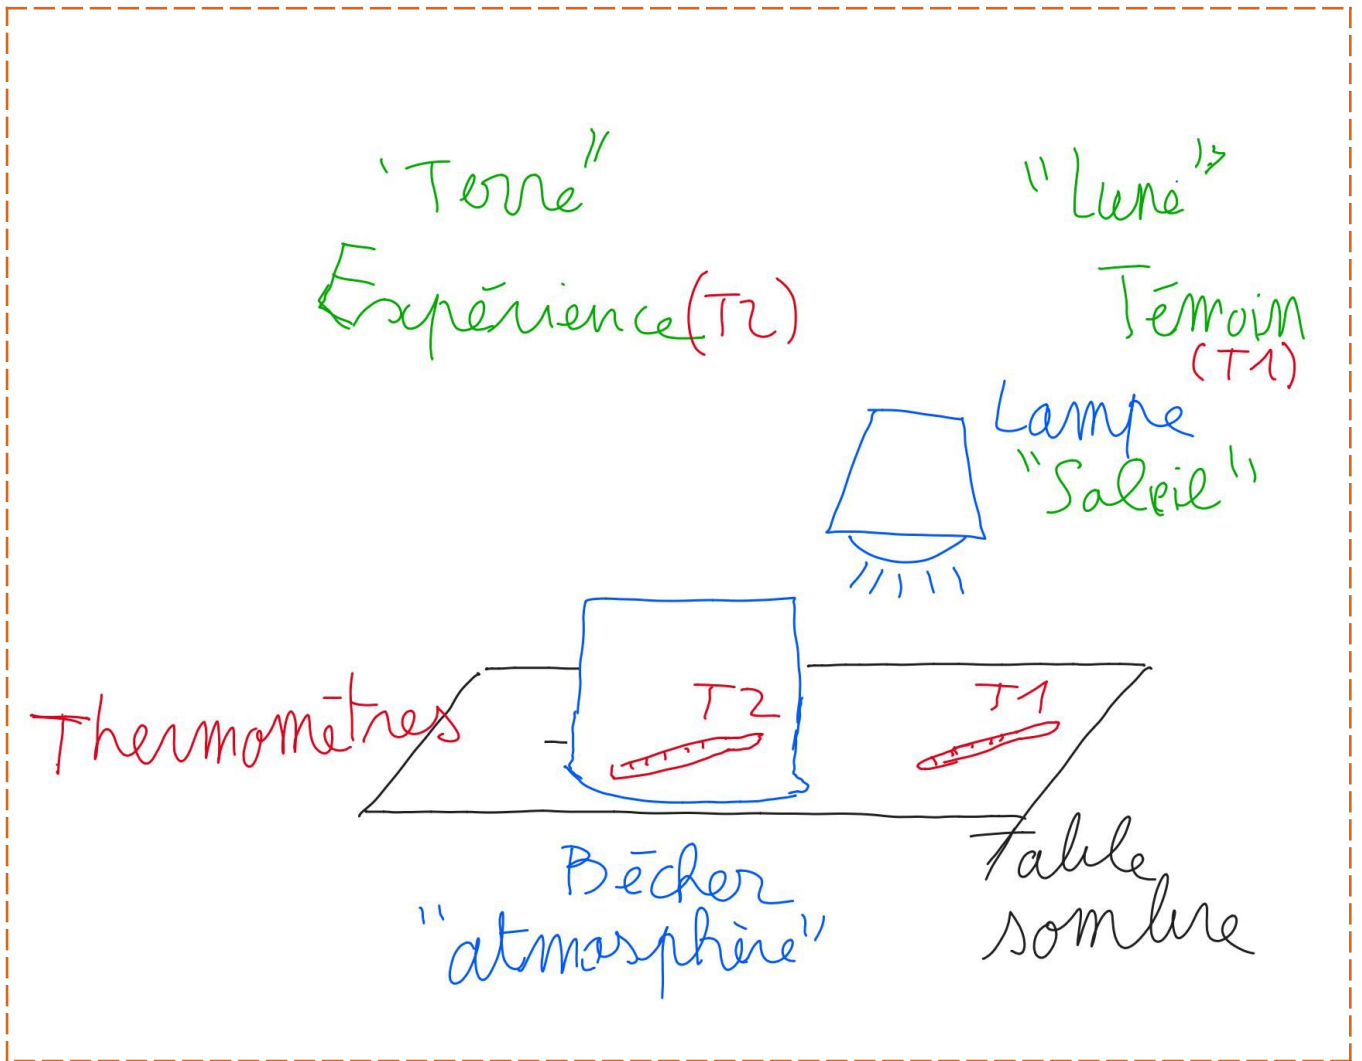 "Terre"
Expérience (T2)
"Lune"
Témoin
(T1)
Lampe
"Soleil"
Thermomètres
T2
T1
Bécher
"atmosphère"
Table
sombre